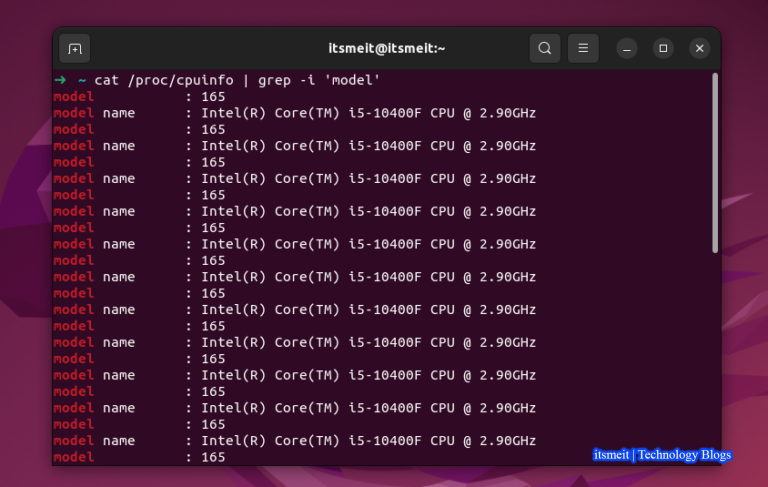 itsmeit@itsmeit:~
➜ ~ cat /proc/cpuinfo | grep -i 'model'
model : 165
model name : Intel(R) Core(TM) i5-10400F CPU @ 2.90GHz
model : 165
model name : Intel(R) Core(TM) i5-10400F CPU @ 2.90GHz
model : 165
model name : Intel(R) Core(TM) i5-10400F CPU @ 2.90GHz
model : 165
model name : Intel(R) Core(TM) i5-10400F CPU @ 2.90GHz
model : 165
model name : Intel(R) Core(TM) i5-10400F CPU @ 2.90GHz
model : 165
model name : Intel(R) Core(TM) i5-10400F CPU @ 2.90GHz
model : 165
model name : Intel(R) Core(TM) i5-10400F CPU @ 2.90GHz
model : 165
model name : Intel(R) Core(TM) i5-10400F CPU @ 2.90GHz
model : 165
model name : Intel(R) Core(TM) i5-10400F CPU @ 2.90GHz
model : 165
model name : Intel(R) Core(TM) i5-10400F CPU @ 2.90GHz
model : 165
model name : Intel(R) Core(TM) i5-10400F CPU @ 2.90GHz
model : 165
itsmeit | Technology Blogs